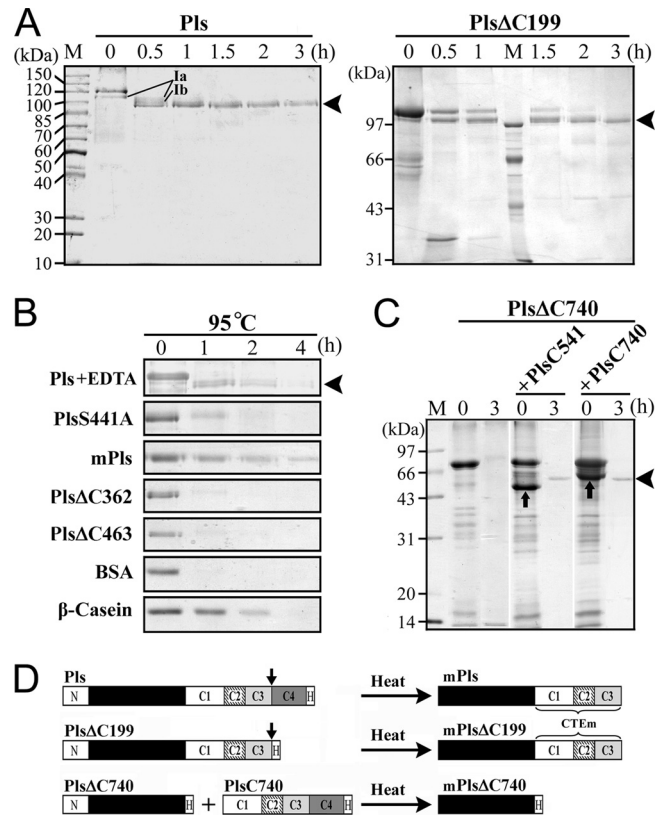 A
Pls
PlsΔC199
(kDa) M 0 0.5 1 1.5 2 3 (h)
0 0.5 1 M 1.5 2 3 (h)
(kDa)
Ia
Ib
150
120
100
85
70
60
50
40
30
20
10
97
66
43
31
B
95℃
0 1 2 4 (h)
Pls+EDTA
PlsS441A
mPls
PlsΔC362
PlsΔC463
BSA
β-Casein
C
PlsΔC740
+PlsC541
+PlsC740
M 0 3 0 3 0 3 (h)
(kDa)
97
66
43
31
20
14
D
Pls
N C1 C2 C3 C4 H
Heat
mPls
C1 C2 C3
CTEm
PlsΔC199
N C1 C2 C3 H
Heat
mPlsΔC199
C1 C2 C3
PlsΔC740
PlsC740
N H + C1 C2 C3 C4 H
Heat
mPlsΔC740
H